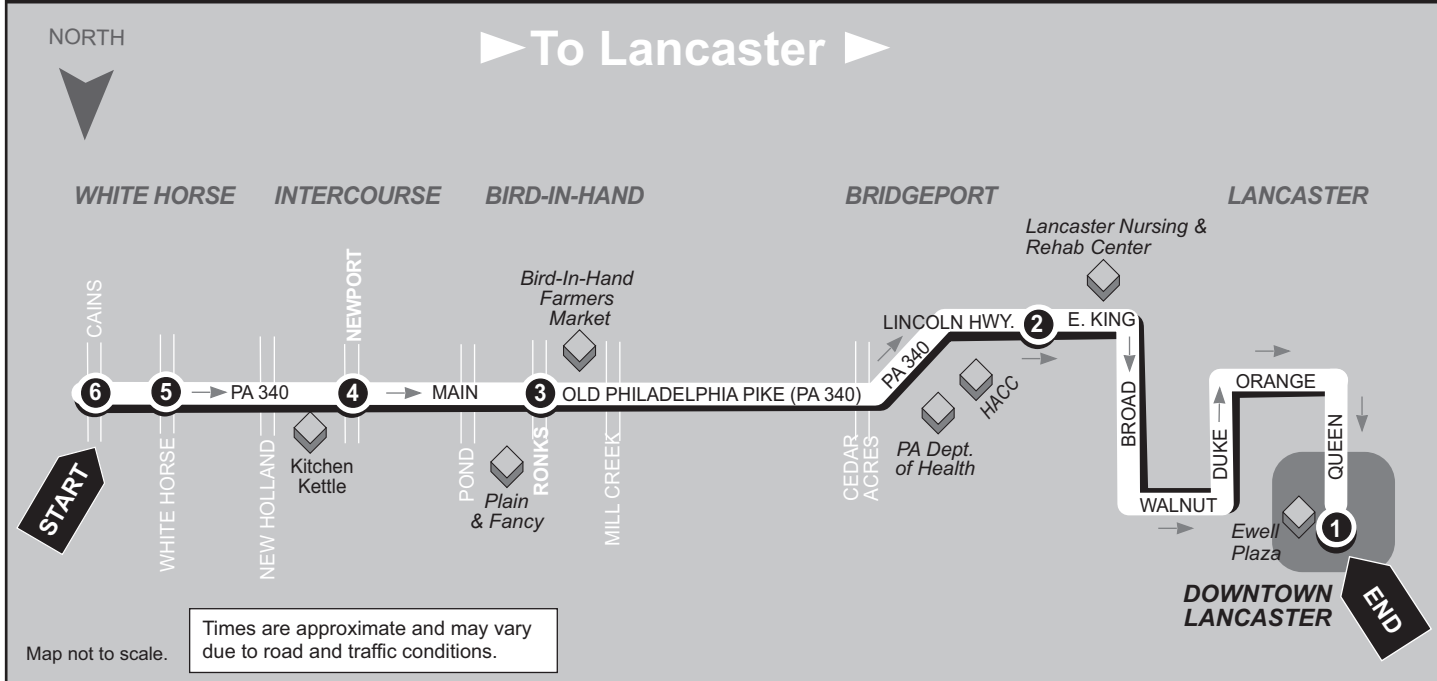 NORTH
To Lancaster
WHITE HORSE
INTERCOURSE
BIRD-IN-HAND
BRIDGEPORT
LANCASTER
Lancaster Nursing &
Rehab Center
Bird-In-Hand
Farmers
Market
CAINS
NEWPORT
LINCOLN HWY.
2
E. KING
PA 340
6
5
PA 340
4
MAIN
3
OLD PHILADELPHIA PIKE (PA 340)
ORANGE
HACC
PA Dept.
of Health
BROAD
DUKE
QUEEN
START
WHITE HORSE
NEW HOLLAND
Kitchen
Kettle
POND
Plain
& Fancy
RONKS
MILL CREEK
CEDAR
ACRES
WALNUT
Ewell
Plaza
1
DOWNTOWN
LANCASTER
END
Map not to scale.
Times are approximate and may vary
due to road and traffic conditions.